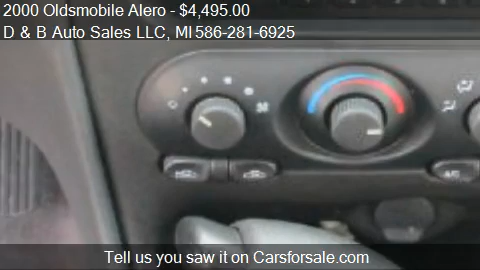 2000 Oldsmobile Alero - $4,495.00
D & B Auto Sales LLC, MI 586-281-6925
A/C
Tell us you saw it on Carsforsale.com